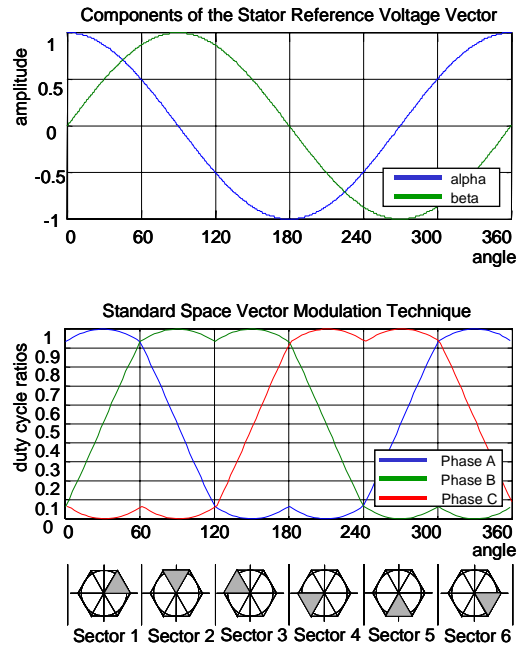 Components of the Stator Reference Voltage Vector
amplitude
1
0.5
0
-0.5
-1
alpha
beta
0 60 120 180 240 300 360
angle
Standard Space Vector Modulation Technique
duty cycle ratios
1
0.9
0.8
0.7
0.6
0.5
0.4
0.3
0.2
0.1
0
Phase A
Phase B
Phase C
0 60 120 180 240 300 360
angle
Sector 1 Sector 2 Sector 3 Sector 4 Sector 5 Sector 6